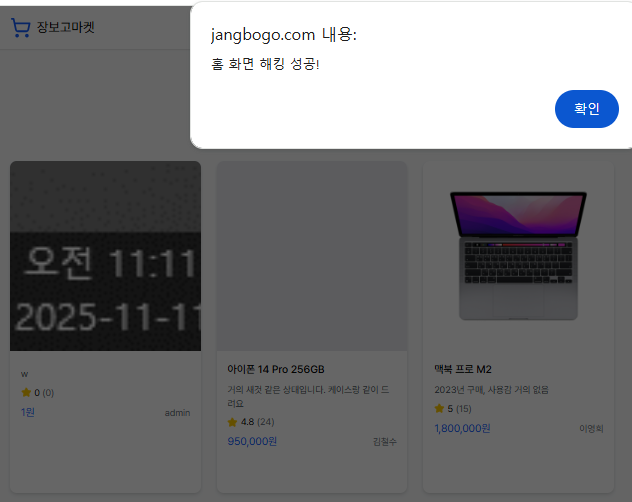 장보고마켓
jangbogo.com 내용:
홈 화면 해킹 성공!
확인
오전 11:11
2025-11-11
w
0 (0)
1원
admin
아이폰 14 Pro 256GB
거의 새것 같은 상태입니다. 케이스랑 같이 드
려요
4.8 (24)
950,000원
김철수
맥북 프로 M2
2023년 구매, 사용감 거의 없음
5 (15)
1,800,000원
이영희